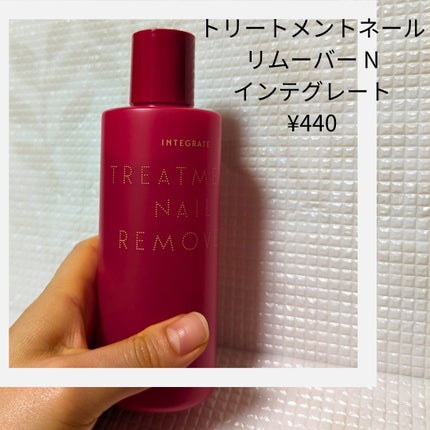 トリートメントネール
リムーバー N
インテグレート
¥440
INTEGRATE
TREATME
NAIL
REMOV